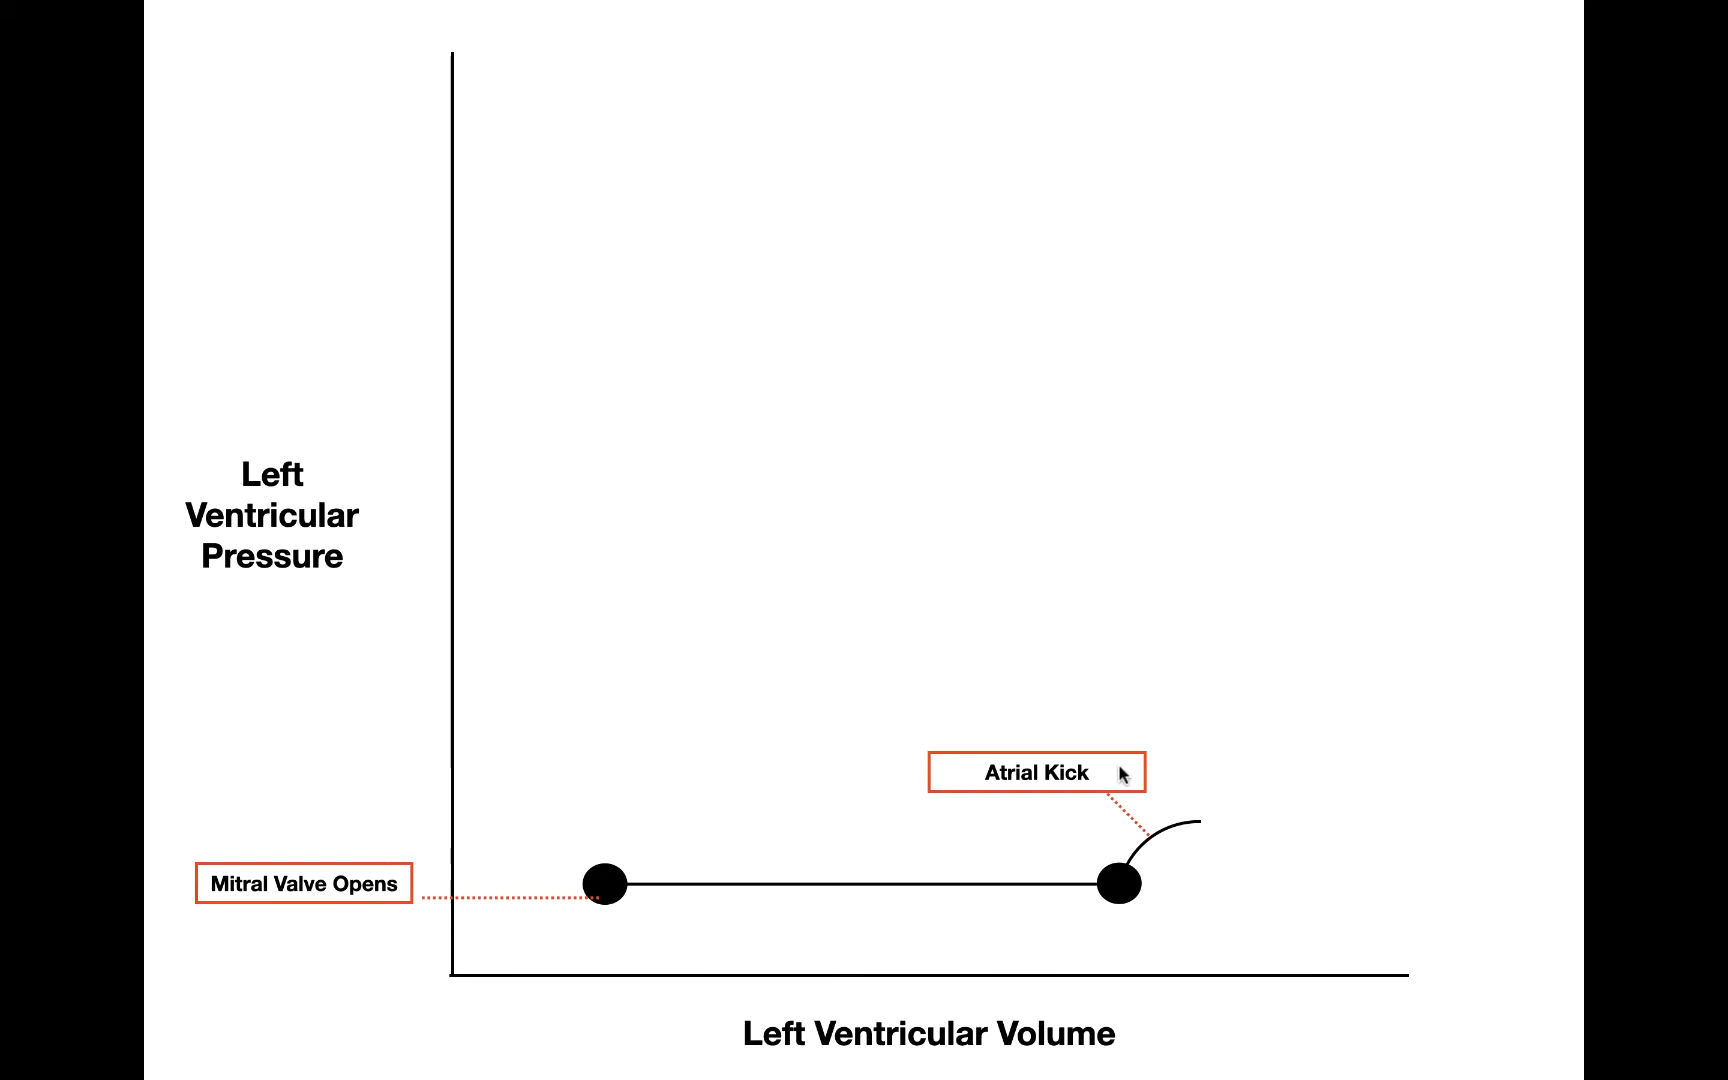 Left
Ventricular
Pressure
Atrial Kick
Mitral Valve Opens
Left Ventricular Volume